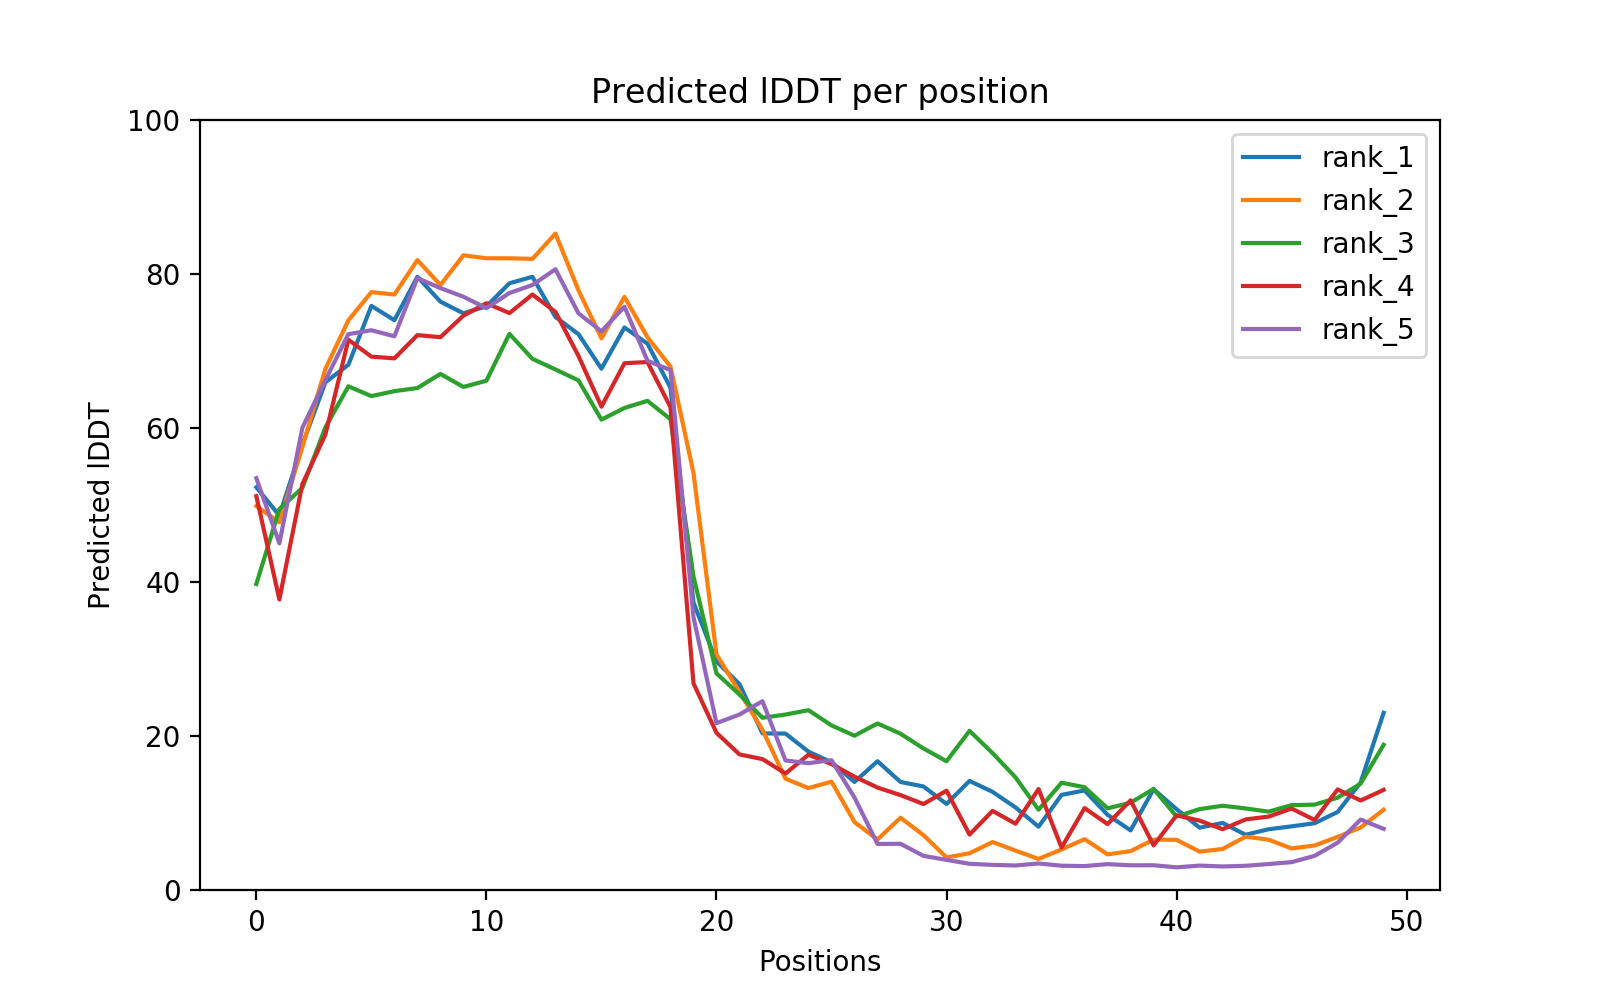 Predicted lDDT per position
100
80
60
40
20
0
Predicted lDDT
rank_1
rank_2
rank_3
rank_4
rank_5
0 10 20 30 40 50
Positions